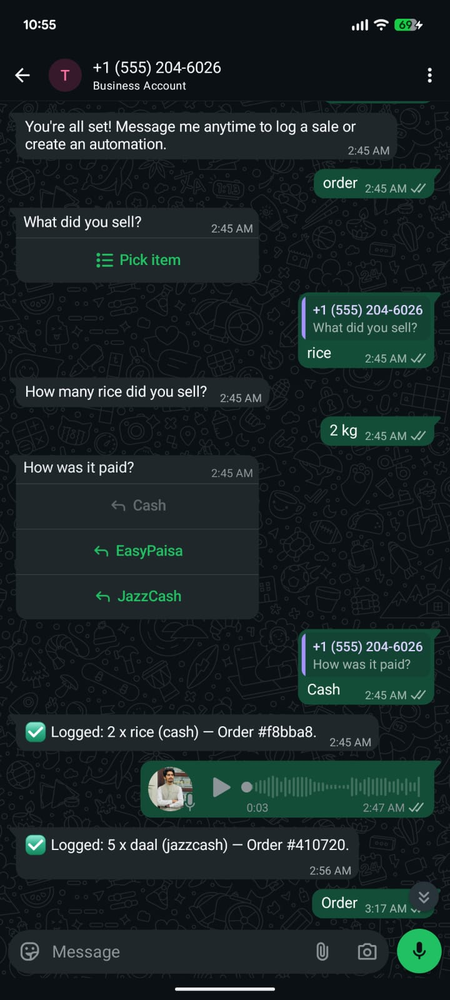 10:55
69
T
+1 (555) 204-6026
Business Account
You're all set! Message me anytime to log a sale or
create an automation.
2:45 AM
order 2:45 AM
What did you sell?
2:45 AM
Pick item
+1 (555) 204-6026
What did you sell?
rice
2:45 AM
How many rice did you sell? 2:45 AM
2 kg 2:45 AM
How was it paid?
2:45 AM
Cash
EasyPaisa
JazzCash
+1 (555) 204-6026
How was it paid?
Cash
2:45 AM
Logged: 2 x rice (cash) — Order #f8bba8.
2:45 AM
0:03
2:47 AM
Logged: 5 x daal (jazzcash) — Order #410720.
2:56 AM
Order 3:17 AM
Message